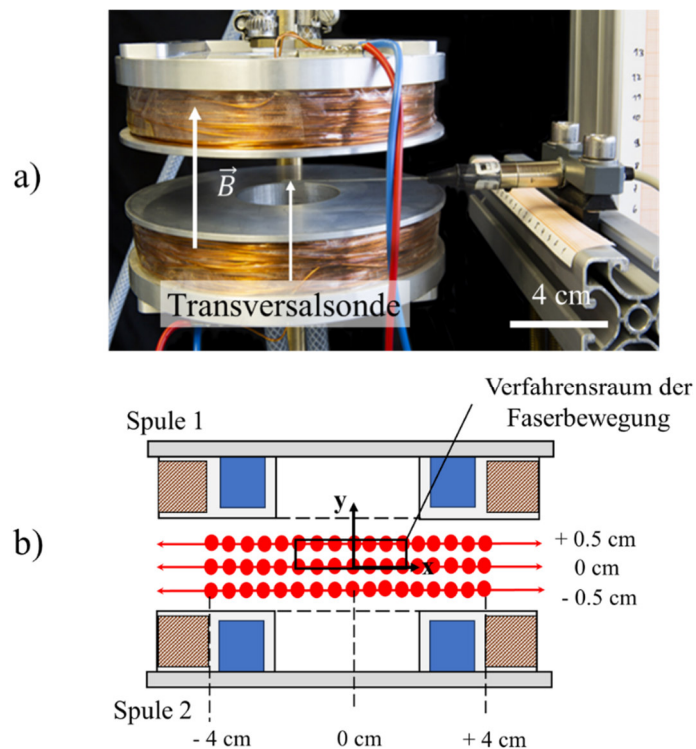 a)
B
Transversalsonde
4 cm
13
Verfahrensraum der
Faserbewegung
Spule 1
b)
y
x
+ 0.5 cm
0 cm
- 0.5 cm
Spule 2
- 4 cm
0 cm
+ 4 cm